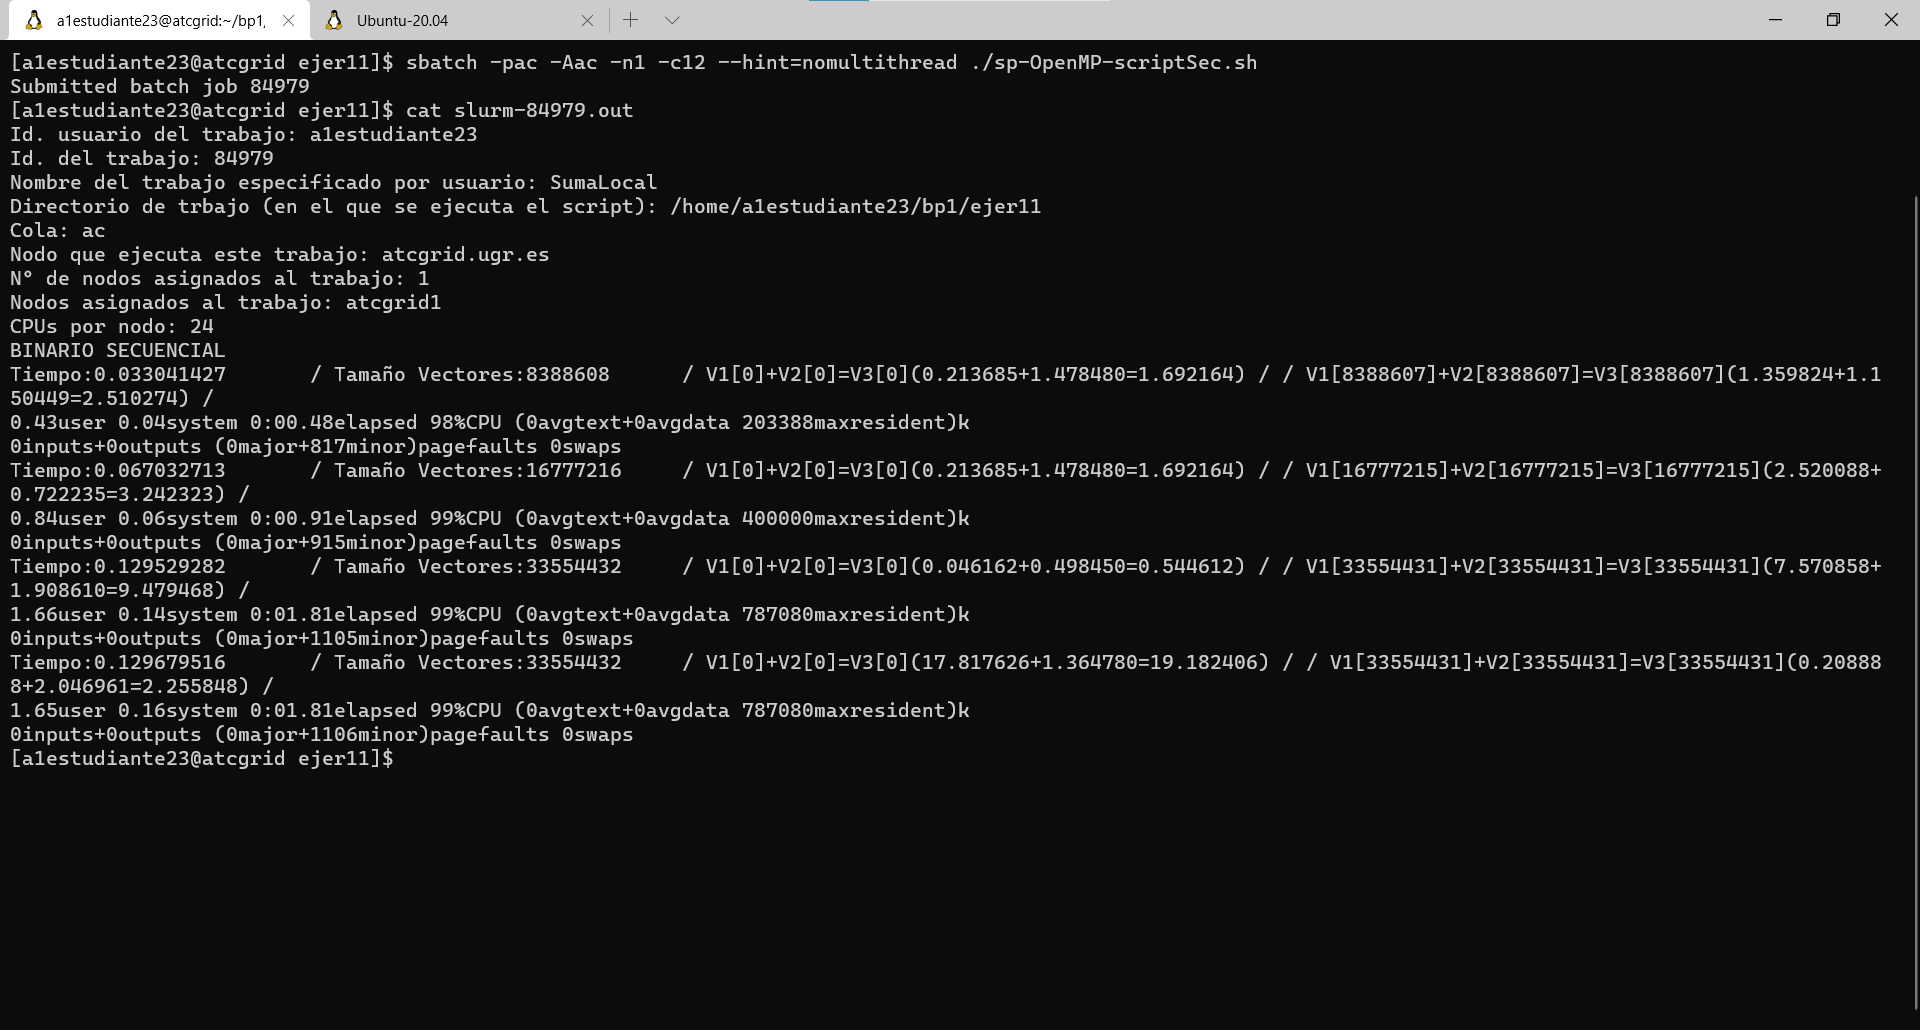 a1estudiante23@atcgrid:~/bp1,
Ubuntu-20.04
[a1estudiante23@atcgrid ejer11]$ sbatch -pac -Aac -n1 -c12 --hint=nomultithread ./sp-OpenMP-scriptSec.sh
Submitted batch job 84979
[a1estudiante23@atcgrid ejer11]$ cat slurm-84979.out
Id. usuario del trabajo: a1estudiante23
Id. del trabajo: 84979
Nombre del trabajo especificado por usuario: SumaLocal
Directorio de trbajo (en el que se ejecuta el script): /home/a1estudiante23/bp1/ejer11
Cola: ac
Nodo que ejecuta este trabajo: atcgrid.ugr.es
Nº de nodos asignados al trabajo: 1
Nodos asignados al trabajo: atcgrid1
CPUs por nodo: 24
BINARIO SECUENCIAL
Tiempo:0.033041427       / Tamaño Vectores:8388608      / V1[0]+V2[0]=V3[0](0.213685+1.478480=1.692164) / / V1[8388607]+V2[8388607]=V3[8388607](1.359824+1.1
50449=2.510274) /
0.43user 0.04system 0:00.48elapsed 98%CPU (0avgtext+0avgdata 203388maxresident)k
0inputs+0outputs (0major+817minor)pagefaults 0swaps
Tiempo:0.067032713       / Tamaño Vectores:16777216     / V1[0]+V2[0]=V3[0](0.213685+1.478480=1.692164) / / V1[16777215]+V2[16777215]=V3[16777215](2.520088+
0.722235=3.242323) /
0.84user 0.06system 0:00.91elapsed 99%CPU (0avgtext+0avgdata 400000maxresident)k
0inputs+0outputs (0major+915minor)pagefaults 0swaps
Tiempo:0.129529282       / Tamaño Vectores:33554432     / V1[0]+V2[0]=V3[0](0.046162+0.498450=0.544612) / / V1[33554431]+V2[33554431]=V3[33554431](7.570858+
1.908610=9.479468) /
1.66user 0.14system 0:01.81elapsed 99%CPU (0avgtext+0avgdata 787080maxresident)k
0inputs+0outputs (0major+1105minor)pagefaults 0swaps
Tiempo:0.129679516       / Tamaño Vectores:33554432     / V1[0]+V2[0]=V3[0](17.817626+1.364780=19.182406) / / V1[33554431]+V2[33554431]=V3[33554431](0.20888
8+2.046961=2.255848) /
1.65user 0.16system 0:01.81elapsed 99%CPU (0avgtext+0avgdata 787080maxresident)k
0inputs+0outputs (0major+1106minor)pagefaults 0swaps
[a1estudiante23@atcgrid ejer11]$